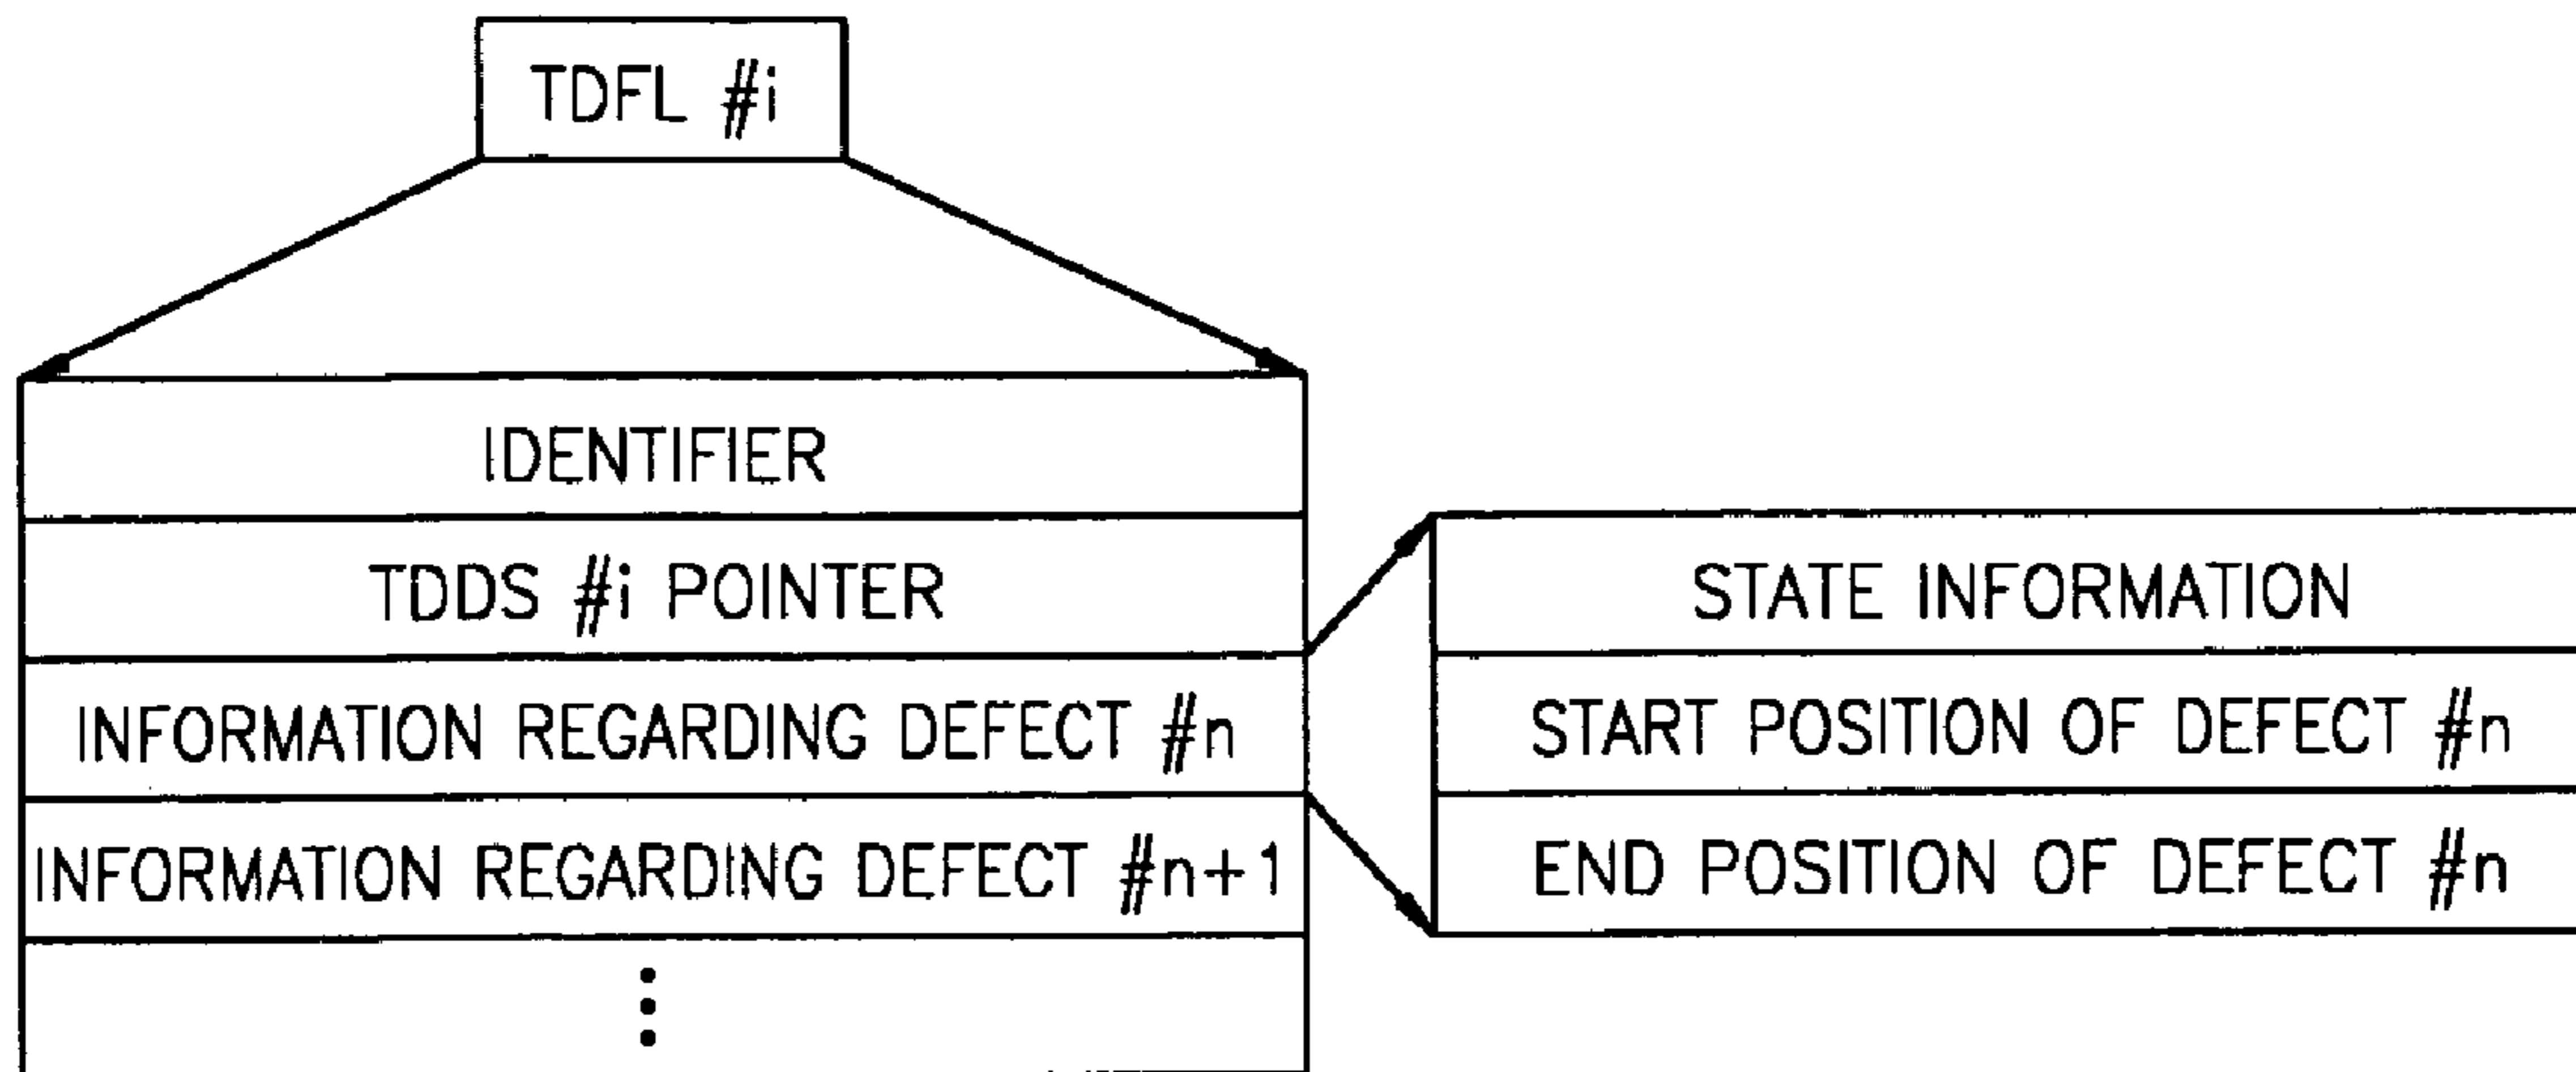 TDFL #i
IDENTIFIER
TDDS #i POINTER
INFORMATION REGARDING DEFECT #n
INFORMATION REGARDING DEFECT #n+1
STATE INFORMATION
START POSITION OF DEFECT #n
END POSITION OF DEFECT #n